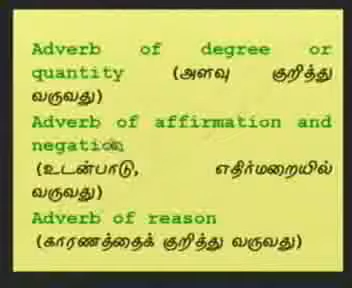 Adverb of degree or
quantity (அளவு குறித்து
வருவது)
Adverb of affirmation and
negation
(உடன்பாடு, எதிர்மறையில்
வருவது)
Adverb of reason
(காரணத்தைக் குறித்து வருவது)